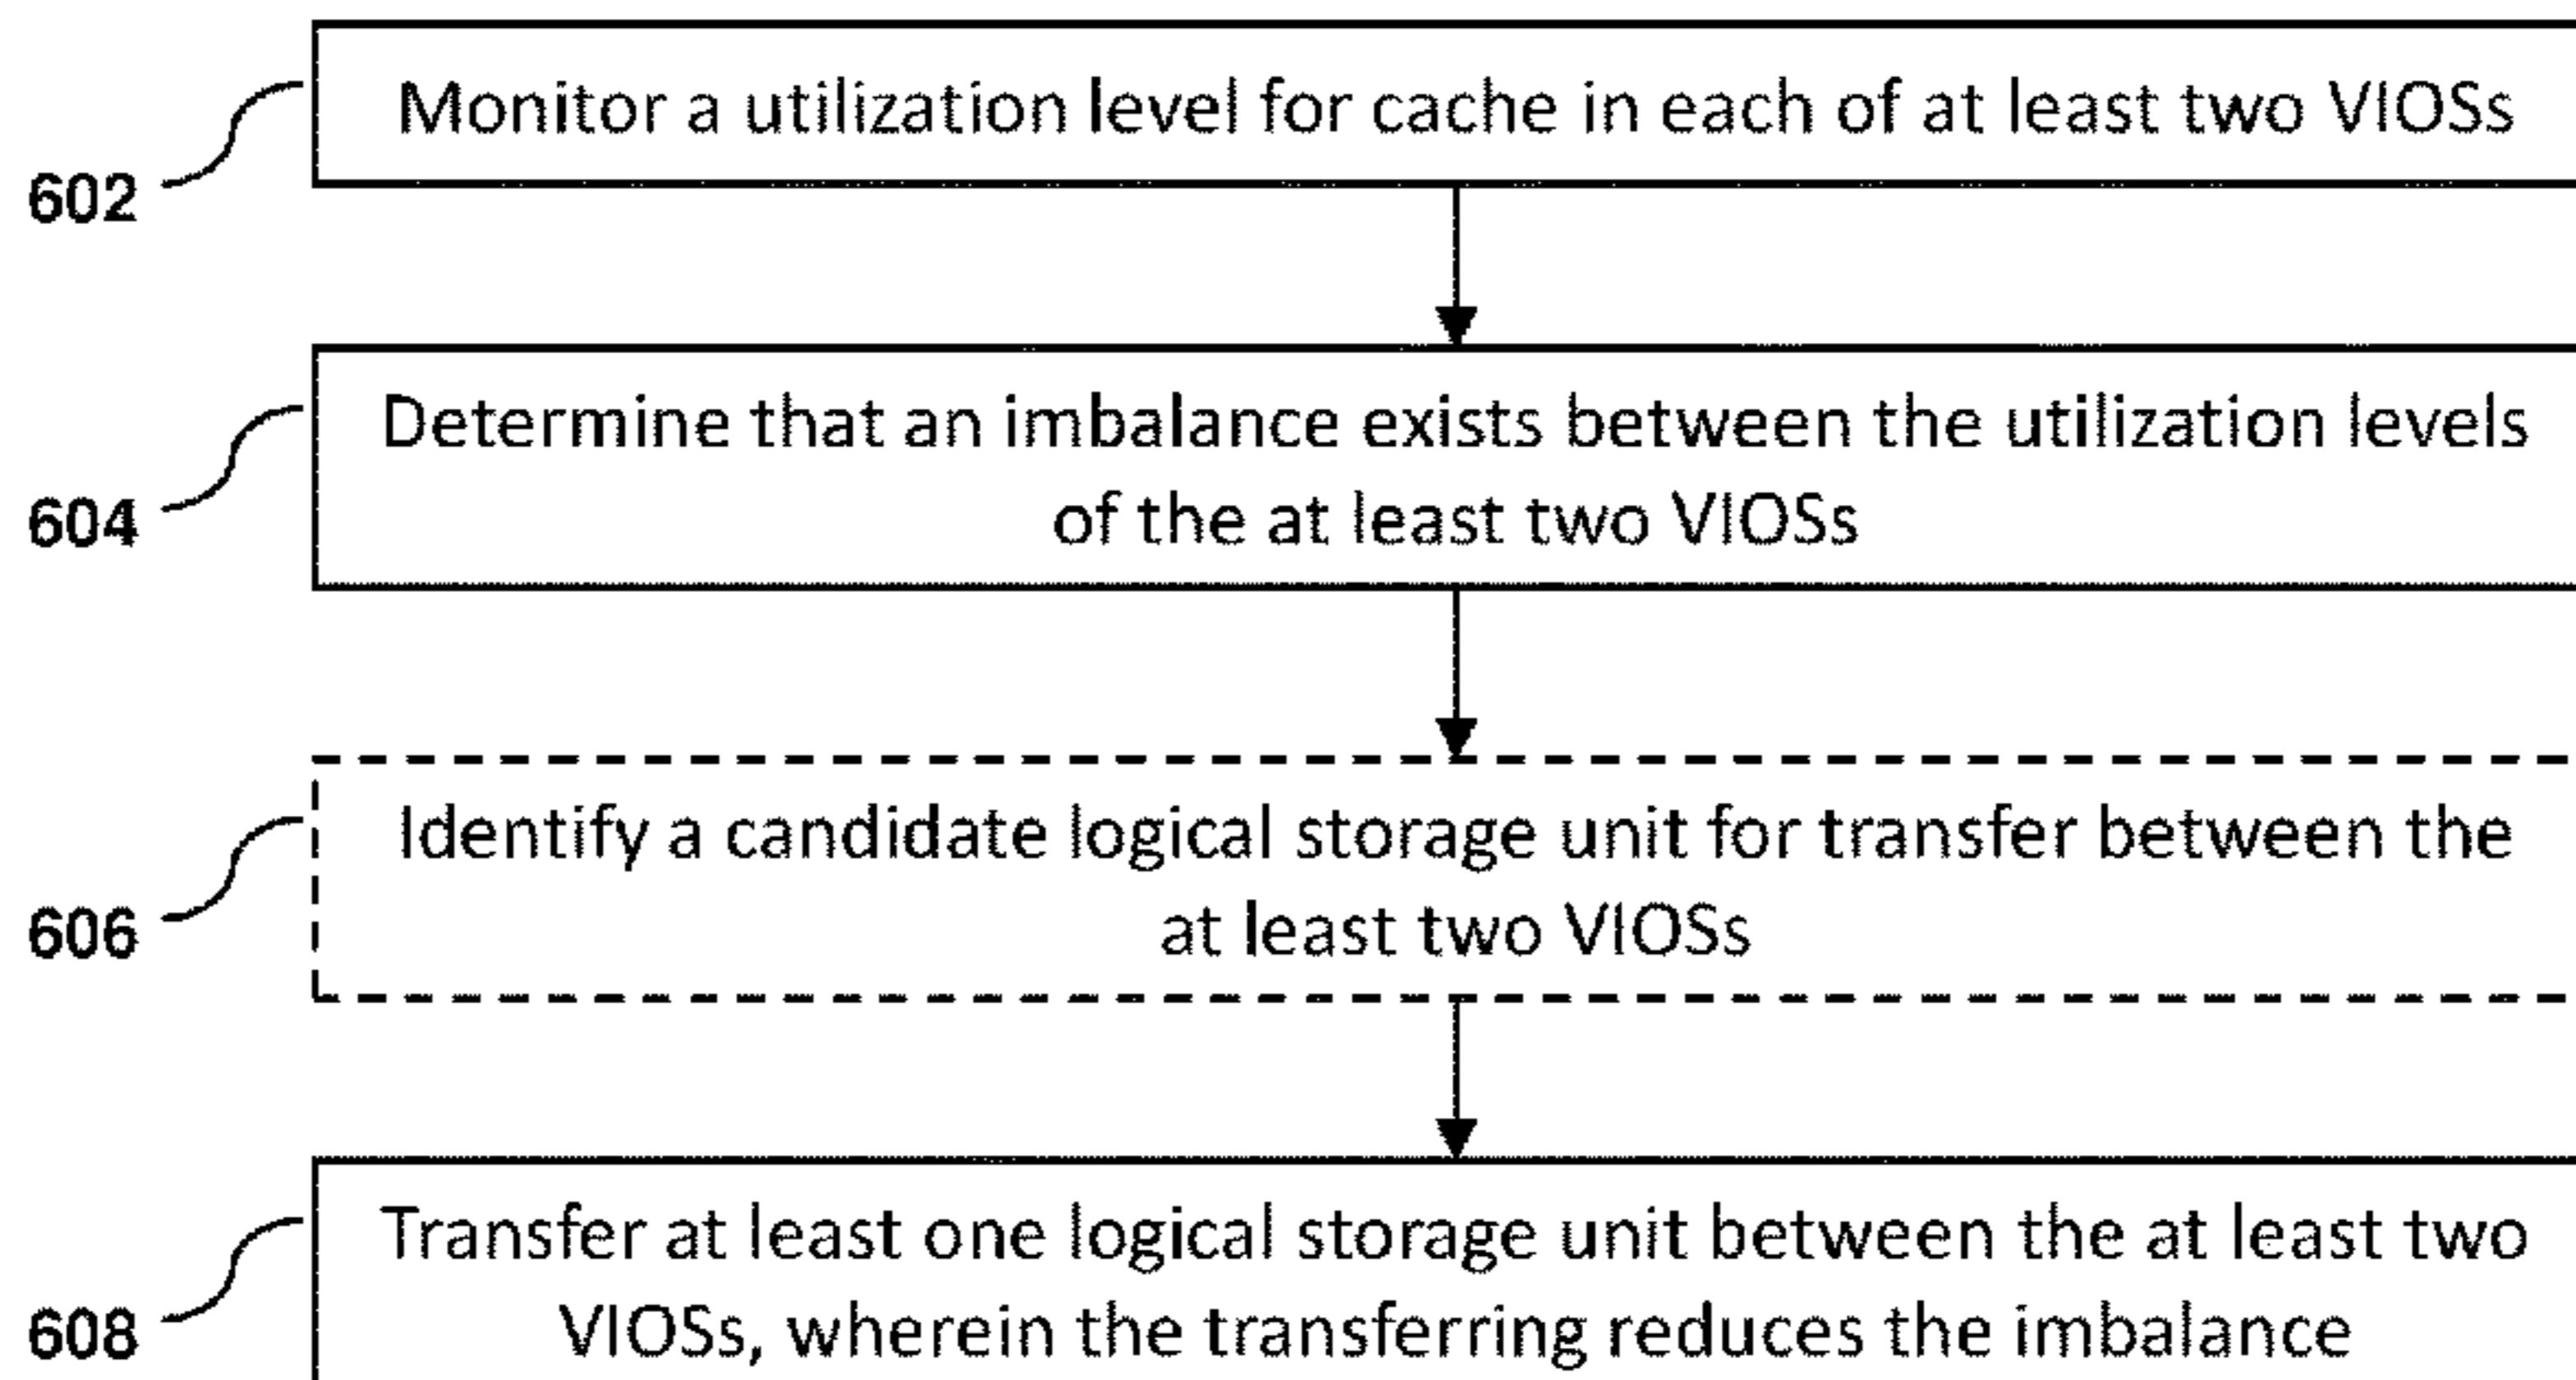 Monitor a utilization level for cache in each of at least two VIOSs
602
Determine that an imbalance exists between the utilization levels
of the at least two VIOSs
604
Identify a candidate logical storage unit for transfer between the
at least two VIOSs
606
Transfer at least one logical storage unit between the at least two
VIOSs, wherein the transferring reduces the imbalance
608